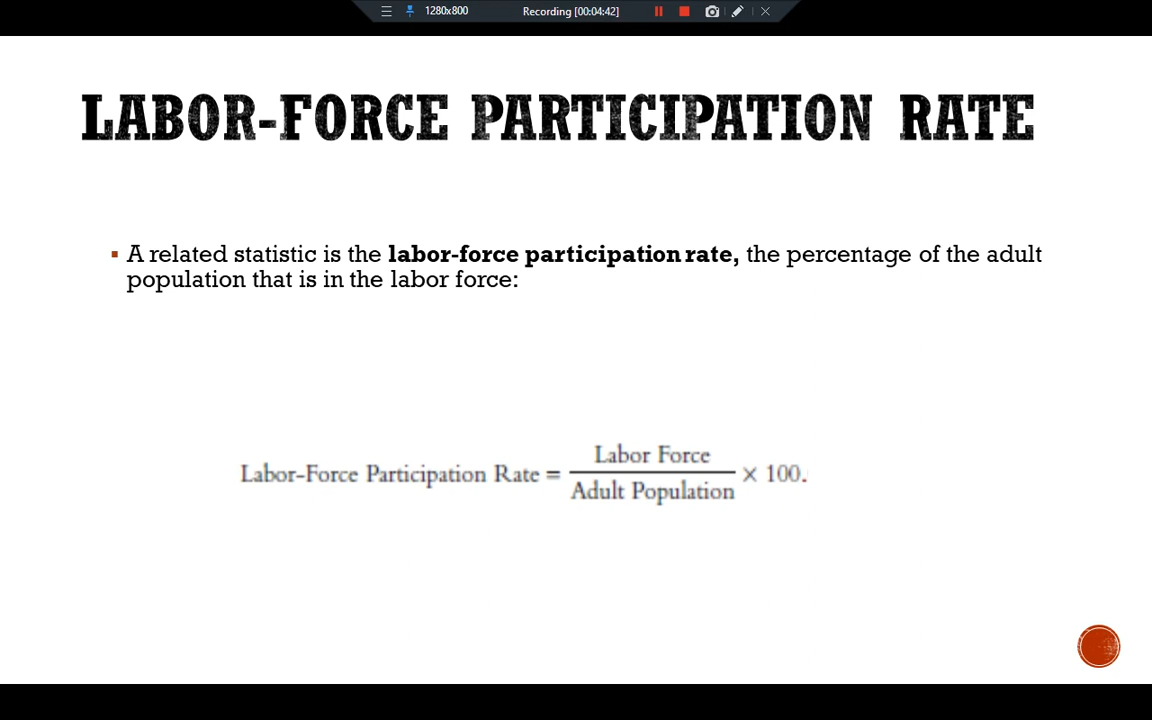 1280x800 Recording [00:04:42]
LABOR-FORCE PARTICIPATION RATE
▪ A related statistic is the labor-force participation rate, the percentage of the adult
population that is in the labor force:
Labor Force
Labor-Force Participation Rate = × 100.
Adult Population